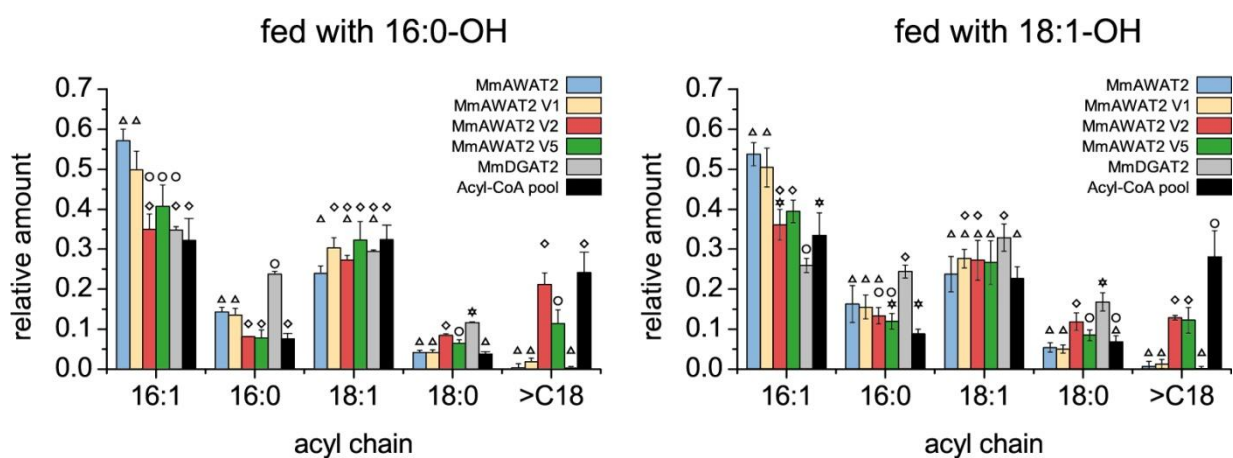 fed with 16:0-OH
relative amount
0.7
0.6
0.5
0.4
0.3
0.2
0.1
0.0
MmAWAT2
MmAWAT2 V1
MmAWAT2 V2
MmAWAT2 V5
MmDGAT2
Acyl-CoA pool
16:1 16:0 18:1 18:0 >C18
acyl chain
fed with 18:1-OH
relative amount
0.7
0.6
0.5
0.4
0.3
0.2
0.1
0.0
MmAWAT2
MmAWAT2 V1
MmAWAT2 V2
MmAWAT2 V5
MmDGAT2
Acyl-CoA pool
16:1 16:0 18:1 18:0 >C18
acyl chain